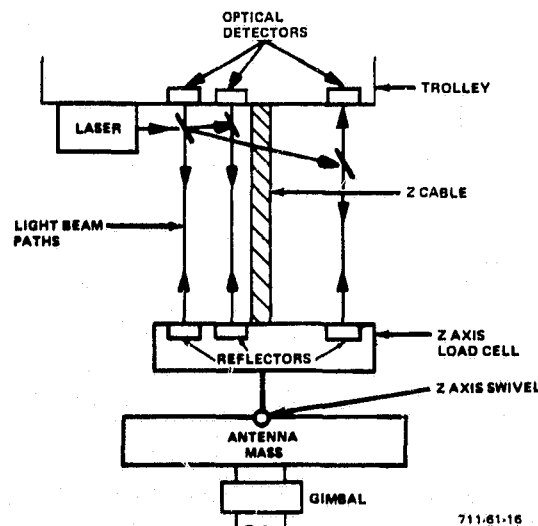 OPTICAL
DETECTORS
TROLLEY
LASER
Z CABLE
LIGHT BEAM
PATHS
REFLECTORS
Z AXIS
LOAD CELL
Z AXIS SWIVEL
ANTENNA
MASS
GIMBAL
711-61-16